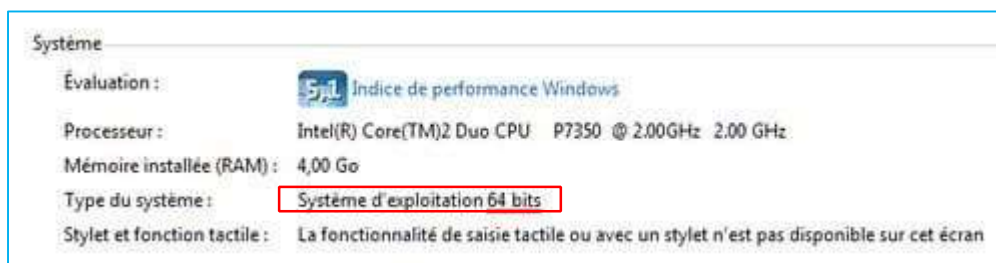 Système
Évaluation :
5,1 Indice de performance Windows
Processeur :
Intel(R) Core(TM)2 Duo CPU P7350 @ 2.00GHz 2.00 GHz
Mémoire installée (RAM) :
4,00 Go
Type du système :
Système d'exploitation 64 bits
Stylet et fonction tactile :
La fonctionnalité de saisie tactile ou avec un stylet n'est pas disponible sur cet écran